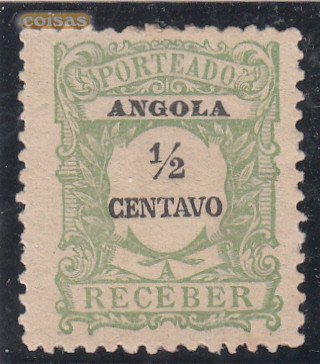 coisas
PORTEADO
ANGOLA
1/2
CENTAVO
A
RECEBER